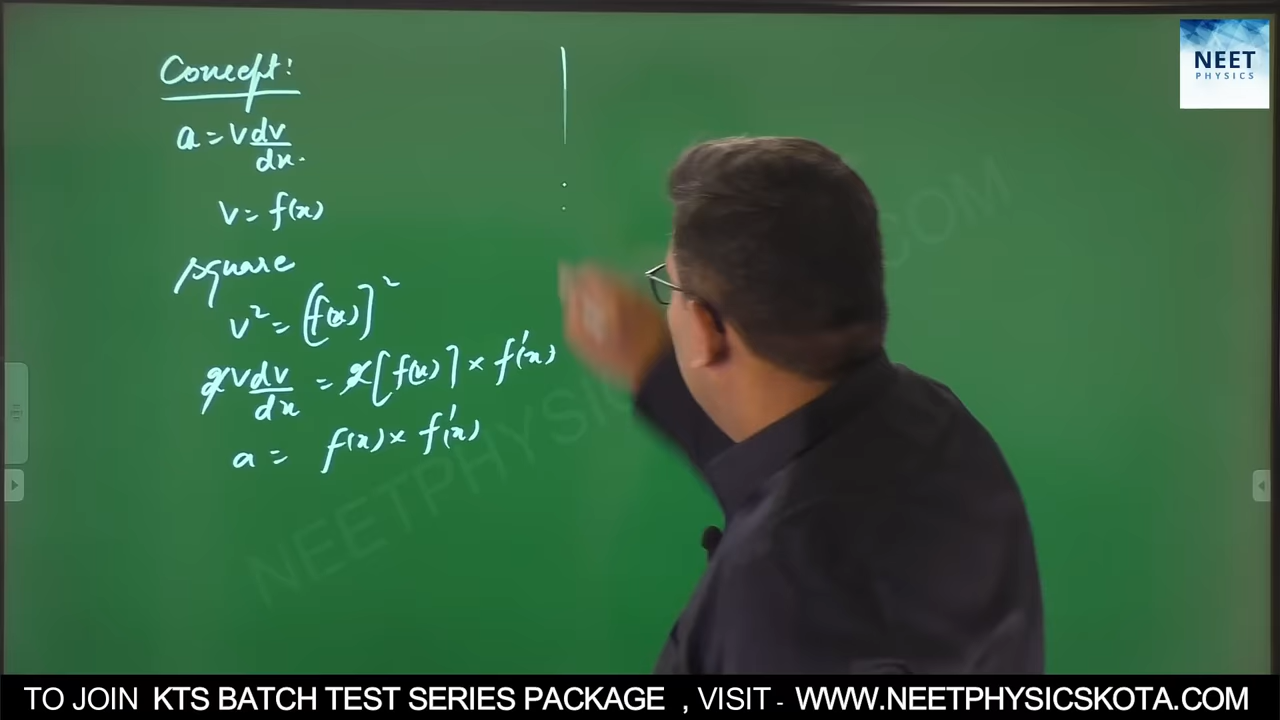 Concept:
a = v dv/dx.
v = f(x)
square
v² = [f(x)]²
2v dv/dx = 2[f(x)] × f'(x)
a = f(x) × f'(x)
NEET
PHYSICS
TO JOIN KTS BATCH TEST SERIES PACKAGE , VISIT - WWW.NEETPHYSICSKOTA.COM